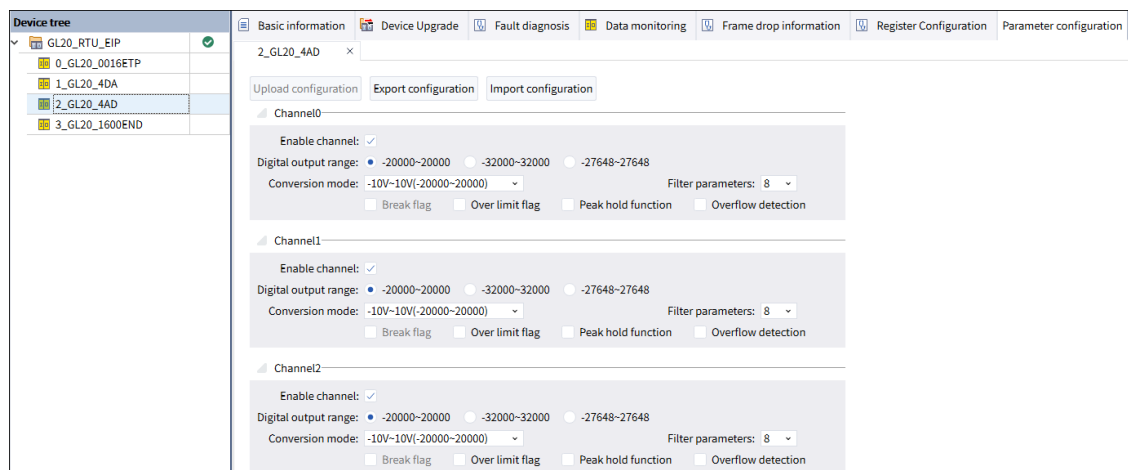 Device tree
GL20_RTU_EIP
0_GL20_0016ETP
1_GL20_4DA
2_GL20_4AD
3_GL20_1600END
Basic information Device Upgrade Fault diagnosis Data monitoring Frame drop information Register Configuration Parameter configuration
2_GL20_4AD ×
Upload configuration Export configuration Import configuration
Channel0
Enable channel:
Digital output range: -20000~20000 -32000~32000 -27648~27648
Conversion mode: -10V~10V(-20000~20000) Filter parameters: 8
Break flag Over limit flag Peak hold function Overflow detection
Channel1
Enable channel:
Digital output range: -20000~20000 -32000~32000 -27648~27648
Conversion mode: -10V~10V(-20000~20000) Filter parameters: 8
Break flag Over limit flag Peak hold function Overflow detection
Channel2
Enable channel:
Digital output range: -20000~20000 -32000~32000 -27648~27648
Conversion mode: -10V~10V(-20000~20000) Filter parameters: 8
Break flag Over limit flag Peak hold function Overflow detection